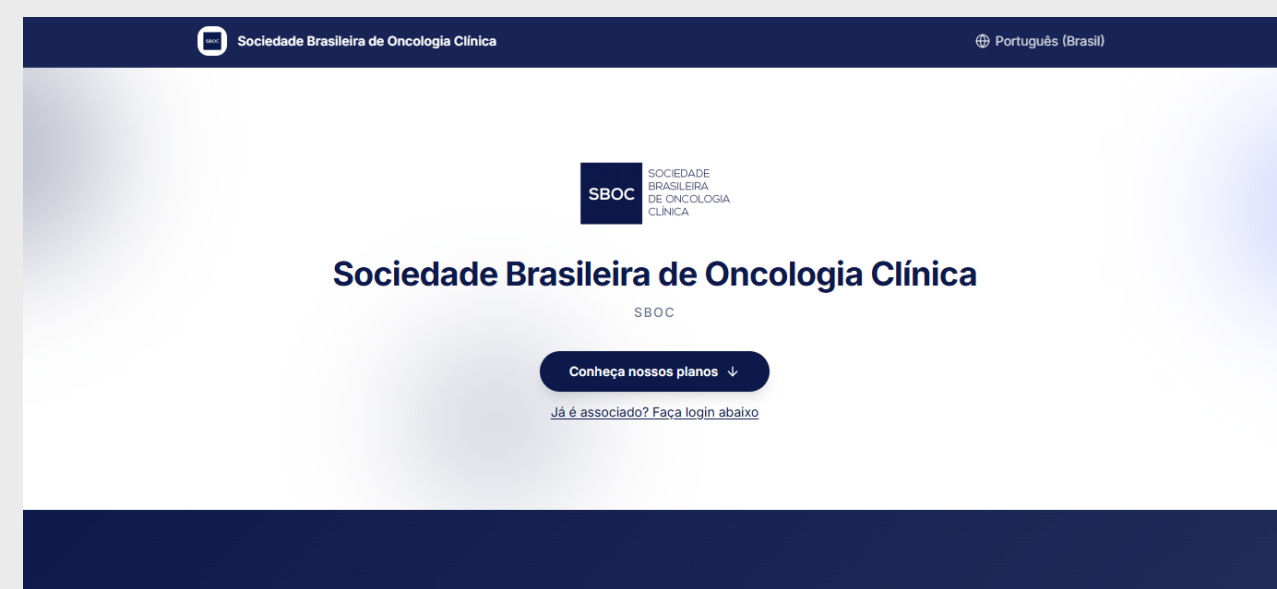 SBOC
Sociedade Brasileira de Oncologia Clínica
Português (Brasil)
SBOC
SOCIEDADE
BRASILEIRA
DE ONCOLOGIA
CLÍNICA
Sociedade Brasileira de Oncologia Clínica
SBOC
Conheça nossos planos
Já é associado? Faça login abaixo